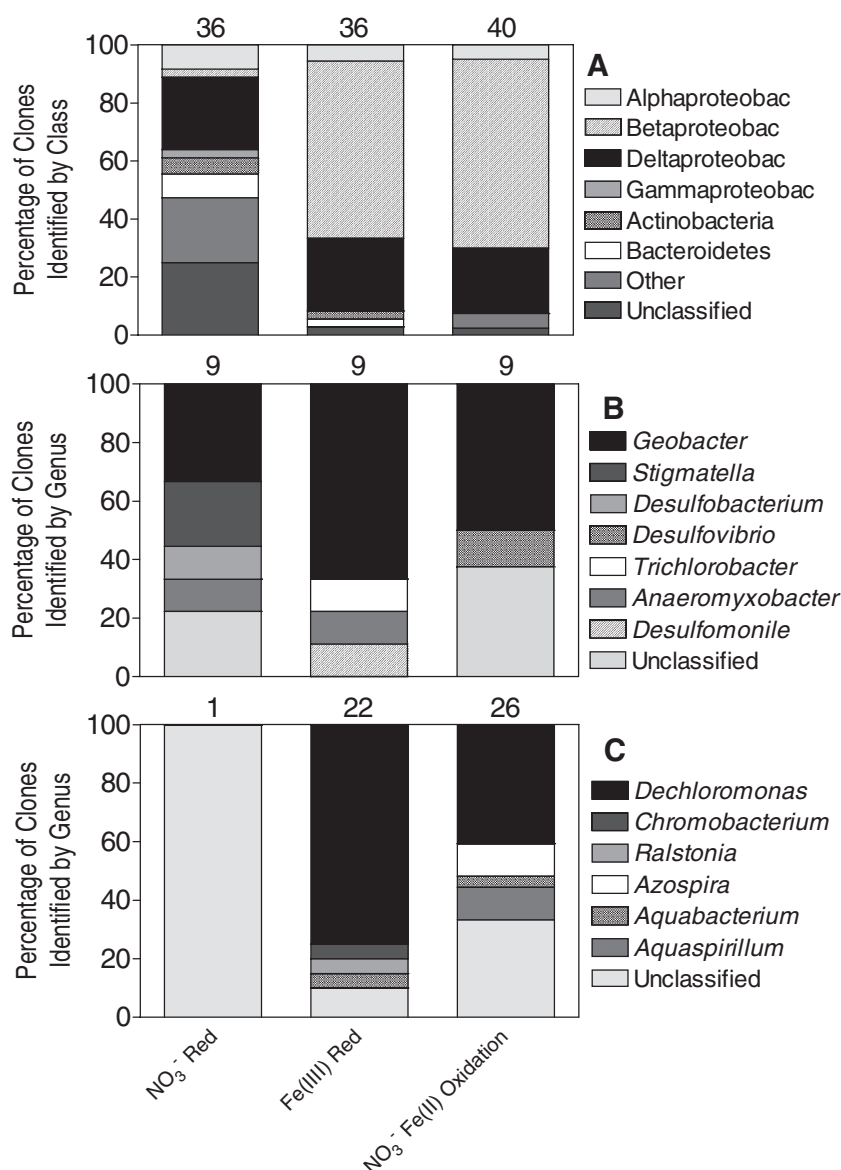 36 36 40
Percentage of Clones
Identified by Class
100
80
60
40
20
0
A
Alphaproteobac
Betaproteobac
Deltaproteobac
Gammaproteobac
Actinobacteria
Bacteroidetes
Other
Unclassified
9 9 9
Percentage of Clones
Identified by Genus
100
80
60
40
20
0
B
Geobacter
Stigmatella
Desulfobacterium
Desulfovibrio
Trichlorobacter
Anaeromyxobacter
Desulfomonile
Unclassified
1 22 26
Percentage of Clones
Identified by Genus
100
80
60
40
20
0
C
Dechloromonas
Chromobacterium
Ralstonia
Azospira
Aquabacterium
Aquaspirillum
Unclassified
NO₃⁻ Red
Fe(IIII) Red
NO₃⁻ Fe(II) Oxidation